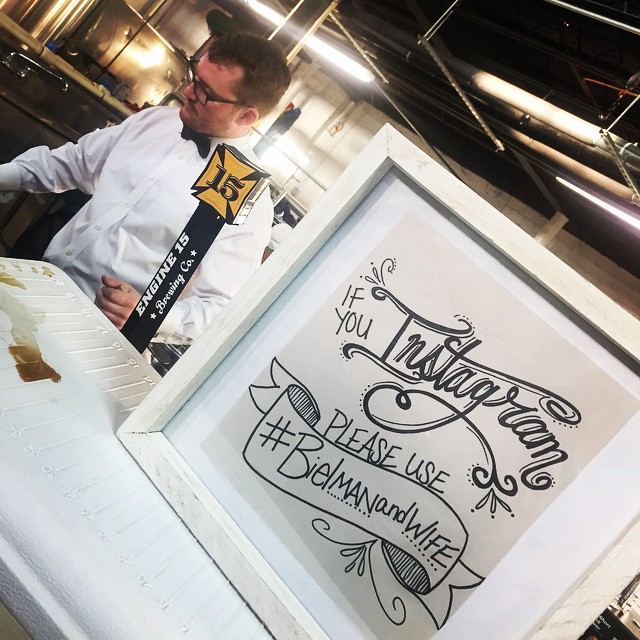 15
ENGINE 15
Brewing Co.
IF
YOU
Instagram
PLEASE USE
#BielMANandWIFE